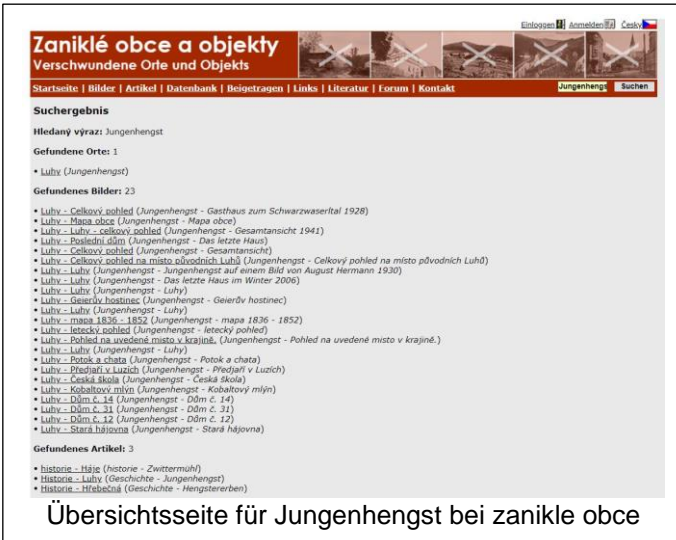 Einloggen Anmelden Česky
Zaniklé obce a objekty
Verschwundene Orte und Objekts
Startseite | Bilder | Artikel | Datenbank | Beigetragen | Links | Literatur | Forum | Kontakt
Jungenhengs Suchen
Suchergebnis
Hledaný výraz: Jungenhengst
Gefundene Orte: 1
• Luhy (Jungenhengst)
Gefundenes Bilder: 23
• Luhy - Celkový pohled (Jungenhengst - Gasthaus zum Schwarzwaserltal 1928)
• Luhy - Mapa obce (Jungenhengst - Mapa obce)
• Luhy - Luhy - celkový pohled (Jungenhengst - Gesamtansicht 1941)
• Luhy - Poslední dům (Jungenhengst - Das letzte Haus)
• Luhy - Celkový pohled (Jungenhengst - Gesamtansicht)
• Luhy - Celkový pohled na místo původních Luhů (Jungenhengst - Celkový pohled na místo původních Luhů)
• Luhy - Luhy (Jungenhengst - Jungenhengst auf einem Bild von August Hermann 1930)
• Luhy - Luhy (Jungenhengst - Das letzte Haus im Winter 2006)
• Luhy - Luhy (Jungenhengst - Luhy)
• Luhy - Geierův hostinec (Jungenhengst - Geierův hostinec)
• Luhy - Luhy (Jungenhengst - Luhy)
• Luhy - mapa 1836 - 1852 (Jungenhengst - mapa 1836 - 1852)
• Luhy - letecký pohled (Jungenhengst - letecký pohled)
• Luhy - Pohled na uvedené misto v krajině. (Jungenhengst - Pohled na uvedené misto v krajině.)
• Luhy - Luhy (Jungenhengst - Luhy)
• Luhy - Potok a chata (Jungenhengst - Potok a chata)
• Luhy - Předjaří v Luzích (Jungenhengst - Předjaří v Luzích)
• Luhy - Česká škola (Jungenhengst - Česká škola)
• Luhy - Kobaltový mlýn (Jungenhengst - Kobaltový mlýn)
• Luhy - Dům č. 14 (Jungenhengst - Dům č. 14)
• Luhy - Dům č. 31 (Jungenhengst - Dům č. 31)
• Luhy - Dům č. 12 (Jungenhengst - Dům č. 12)
• Luhy - Stará hájovna (Jungenhengst - Stará hájovna)
Gefundenes Artikel: 3
• historie - Háje (historie - Zwittermühl)
• Historie - Luhy (Geschichte - Jungenhengst)
• Historie - Hřebečná (Geschichte - Hengstererben)
Übersichtsseite für Jungenhengst bei zanikle obce